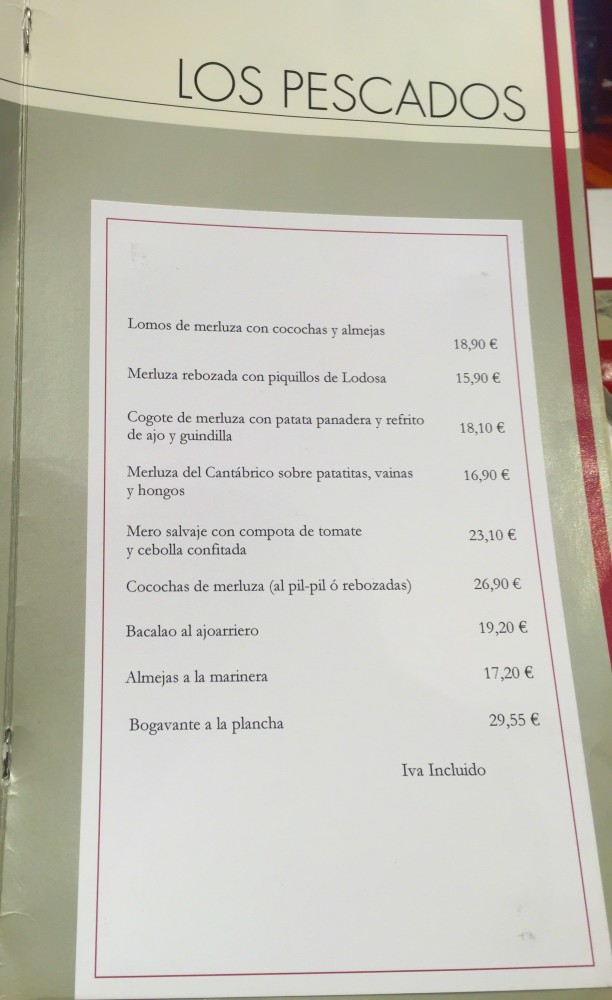 LOS PESCADOS
Lomos de merluza con cocochas y almejas 18,90 €
Merluza rebozada con piquillos de Lodosa 15,90 €
Cogote de merluza con patata panadera y refrito
de ajo y guindilla 18,10 €
Merluza del Cantábrico sobre patatitas, vainas 16,90 €
y hongos
Mero salvaje con compota de tomate 23,10 €
y cebolla confitada
Cocochas de merluza (al pil-pil ó rebozadas) 26,90 €
Bacalao al ajoarriero 19,20 €
Almejas a la marinera 17,20 €
Bogavante a la plancha 29,55 €
Iva Incluido